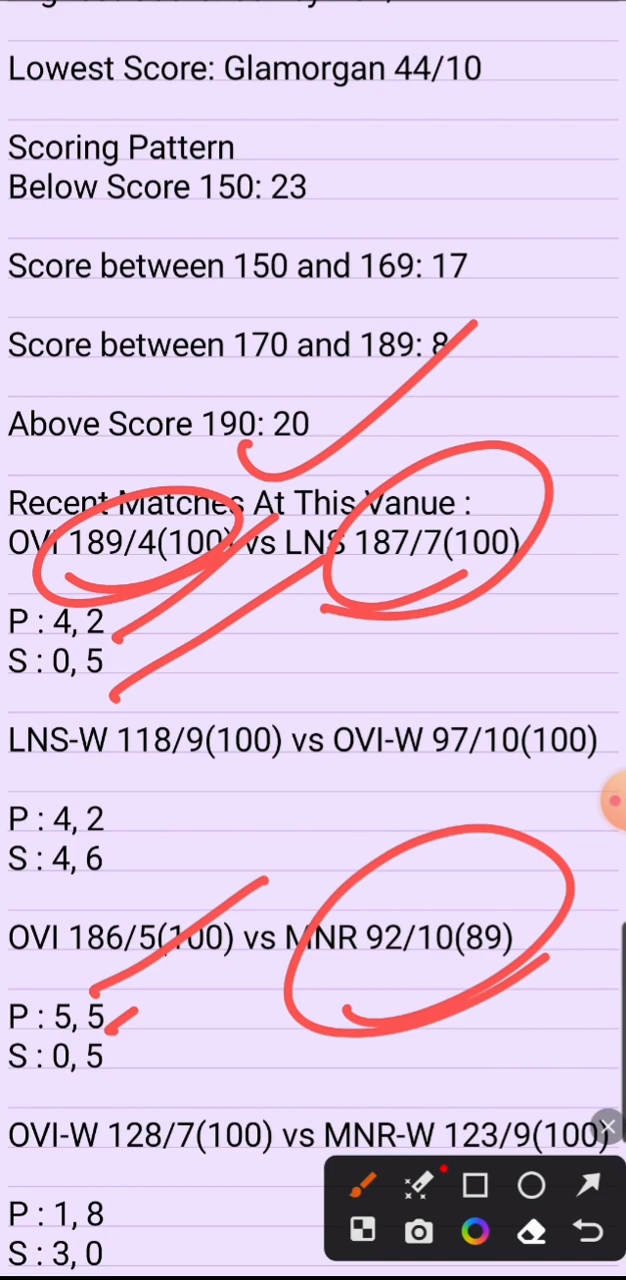 Lowest Score: Glamorgan 44/10
Scoring Pattern
Below Score 150: 23
Score between 150 and 169: 17
Score between 170 and 189: 8
Above Score 190: 20
Recent Matches At This Vanue :
OVI 189/4(100) vs LNS 187/7(100)
P : 4, 2
S : 0, 5
LNS-W 118/9(100) vs OVI-W 97/10(100)
P : 4, 2
S : 4, 6
OVI 186/5(100) vs MNR 92/10(89)
P : 5, 5
S : 0, 5
OVI-W 128/7(100) vs MNR-W 123/9(100)
P : 1, 8
S : 3, 0